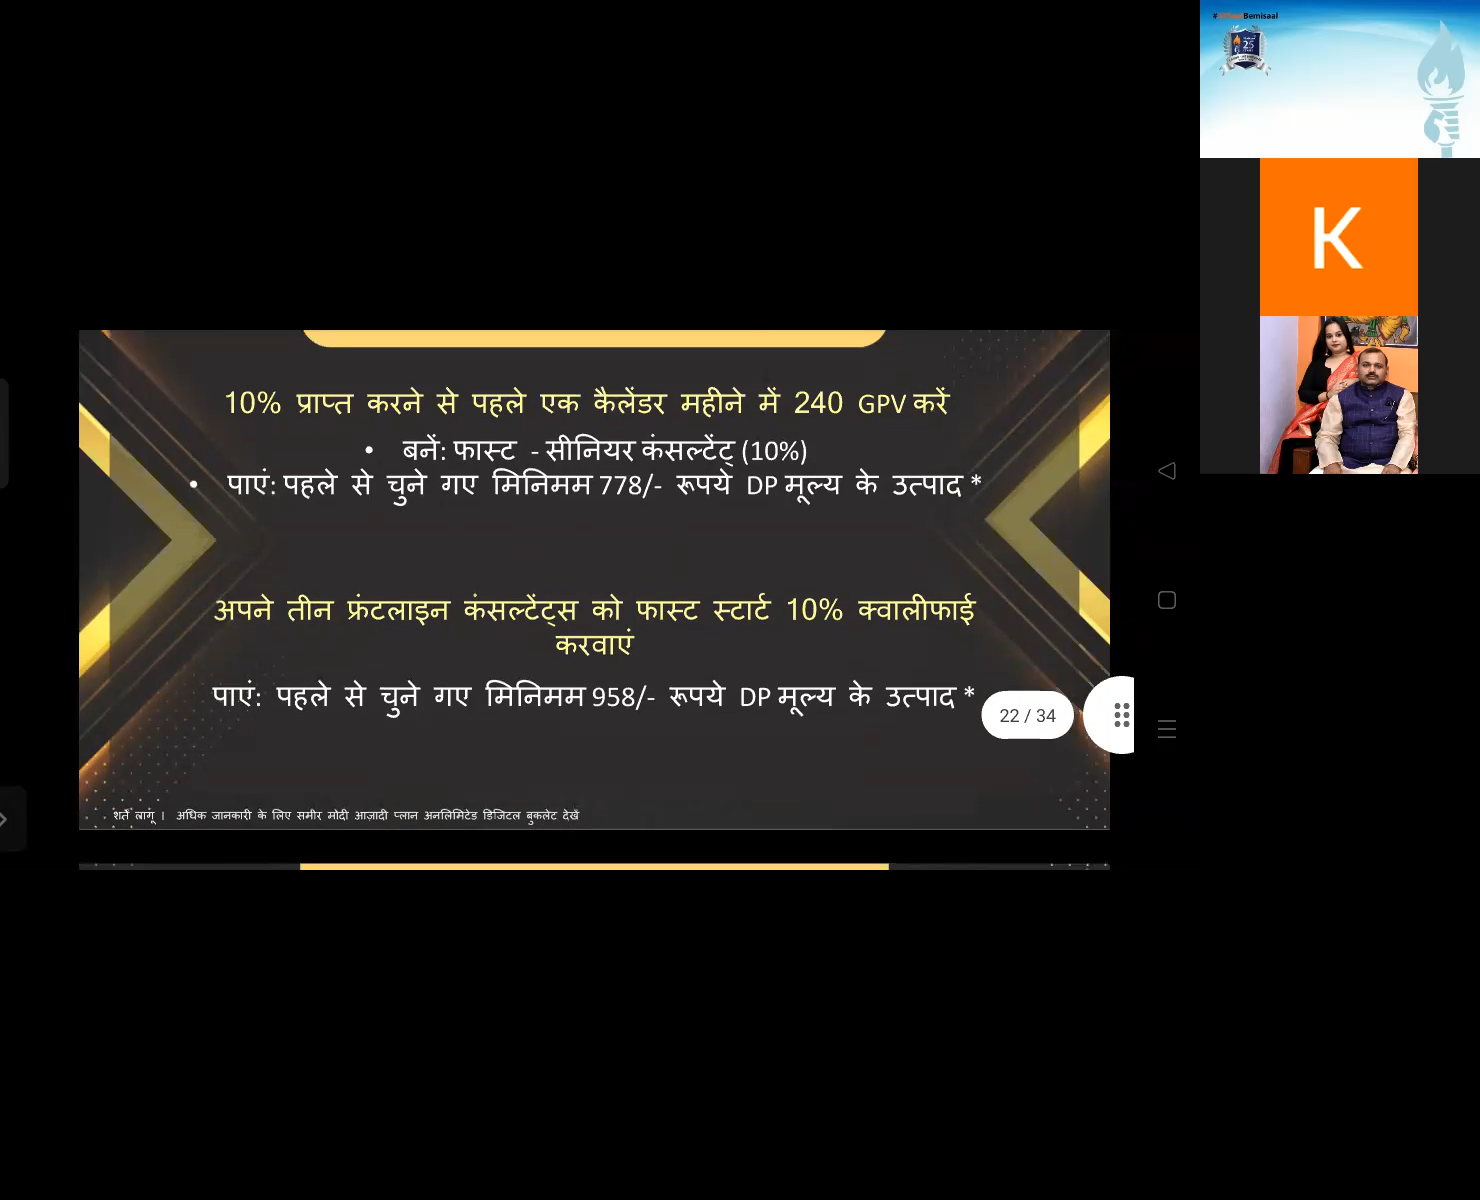 10% प्राप्त करने से पहले एक कैलेंडर महीने में 240 GPV करें
• बनें: फास्ट - सीनियर कंसल्टेंट् (10%)
• पाएं: पहले से चुने गए मिनिमम 778/- रूपये DP मूल्य के उत्पाद *
अपने तीन फ्रंटलाइन कंसल्टेंट्स को फास्ट स्टार्ट 10% क्वालीफाई
करवाएं
पाएं: पहले से चुने गए मिनिमम 958/- रूपये DP मूल्य के उत्पाद *
22 / 34
शर्तें लागूं । अधिक जानकारी के लिए समीर मोदी आज़ादी प्लान अनलिमिटेड डिजिटल बुकलेट देखें
Bemisaal
25
K